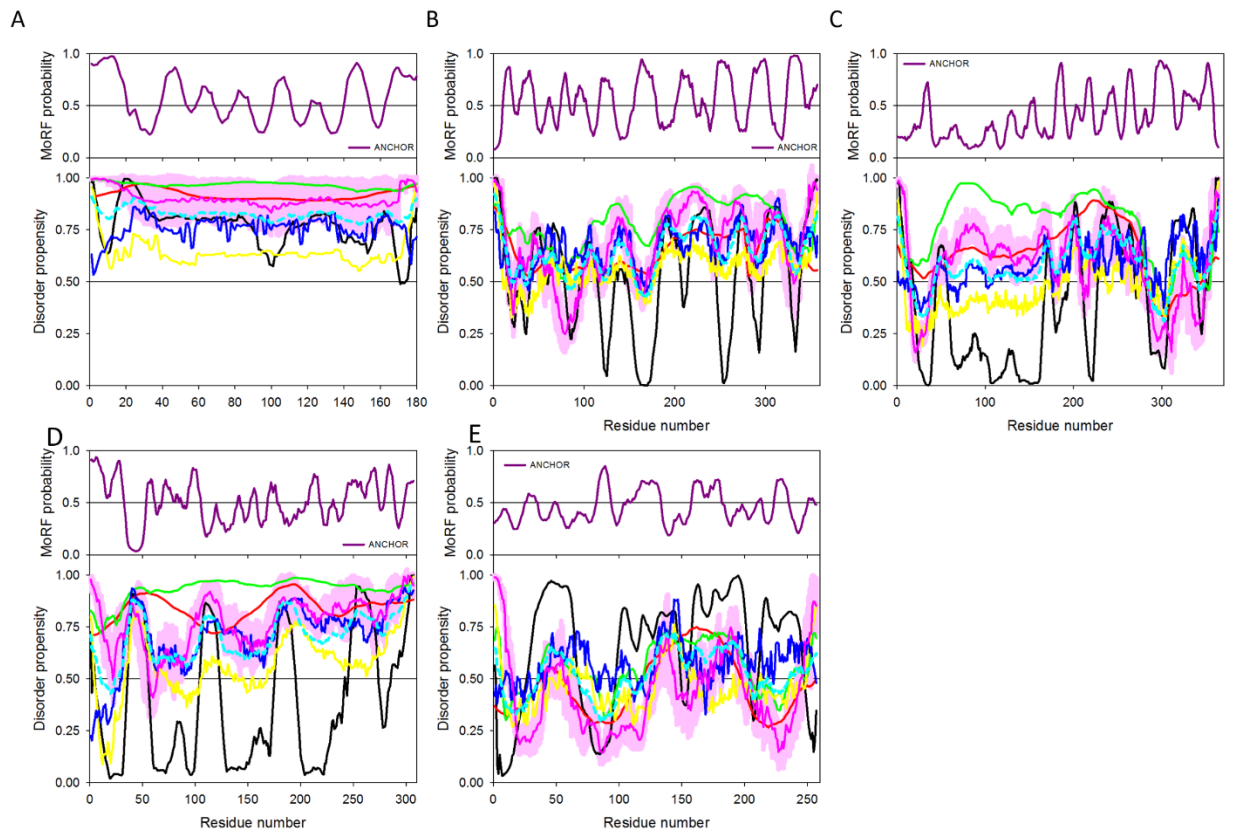 A
B
C
MoRF probability
1.0
0.5
0.0
ANCHOR
1.0
0.5
0.0
MoRF probability
ANCHOR
1.0
0.5
0.0
MoRF probability
ANCHOR
Disorder propensity
1.00
0.75
0.50
0.25
0.00
0 20 40 60 80 100 120 140 160 180
Disorder propensity
1.00
0.75
0.50
0.25
0.00
0 100 200 300
Residue number
Disorder propensity
1.00
0.75
0.50
0.25
0.00
0 100 200 300
Residue number
D
E
MoRF probability
1.0
0.5
0.0
ANCHOR
MoRF probability
1.0
0.5
0.0
ANCHOR
Disorder propensity
1.00
0.75
0.50
0.25
0.00
0 50 100 150 200 250 300
Residue number
Disorder propensity
1.00
0.75
0.50
0.25
0.00
0 50 100 150 200 250
Residue number